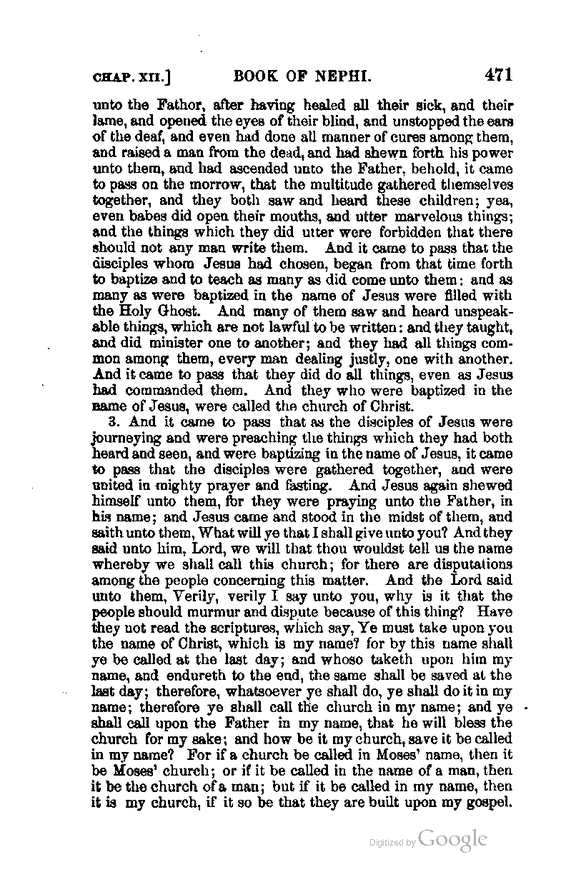 CHAP. XII.] BOOK OF NEPHI. 471
unto the Fathor, after having healed all their sick, and their
lame, and opened the eyes of their blind, and unstopped the ears
of the deaf, and even had done all manner of cures among them,
and raised a man from the dead, and had shewn forth his power
unto them, and had ascended unto the Father, behold, it came
to pass on the morrow, that the multitude gathered themselves
together, and they both saw and heard these children; yea,
even babes did open their mouths, and utter marvelous things;
and the things which they did utter were forbidden that there
should not any man write them. And it came to pass that the
disciples whom Jesus had chosen, began from that time forth
to baptize and to teach as many as did come unto them; and as
many as were baptized in the name of Jesus were filled with
the Holy Ghost. And many of them saw and heard unspeak-
able things, which are not lawful to be written: and they taught,
and did minister one to another; and they had all things com-
mon among them, every man dealing justly, one with another.
And it came to pass that they did do all things, even as Jesus
had commanded them. And they who were baptized in the
name of Jesus, were called the church of Christ.
3. And it came to pass that as the disciples of Jesus were
journeying and were preaching the things which they had both
heard and seen, and were baptizing in the name of Jesus, it came
to pass that the disciples were gathered together, and were
united in mighty prayer and fasting. And Jesus again shewed
himself unto them, for they were praying unto the Father, in
his name; and Jesus came and stood in the midst of them, and
saith unto them, What will ye that I shall give unto you? And they
said unto him, Lord, we will that thou wouldst tell us the name
whereby we shall call this church; for there are disputations
among the people concerning this matter. And the Lord said
unto them, Verily, verily I say unto you, why is it that the
people should murmur and dispute because of this thing? Have
they not read the scriptures, which say, Ye must take upon you
the name of Christ, which is my name? for by this name shall
ye be called at the last day; and whoso taketh upon him my
name, and endureth to the end, the same shall be saved at the
last day; therefore, whatsoever ye shall do, ye shall do it in my
name; therefore ye shall call the church in my name; and ye
shall call upon the Father in my name, that he will bless the
church for my sake; and how be it my church, save it be called
in my name? For if a church be called in Moses' name, then it
be Moses' church; or if it be called in the name of a man, then
it be the church of a man; but if it be called in my name, then
it is my church, if it so be that they are built upon my gospel.
Digitized by Google